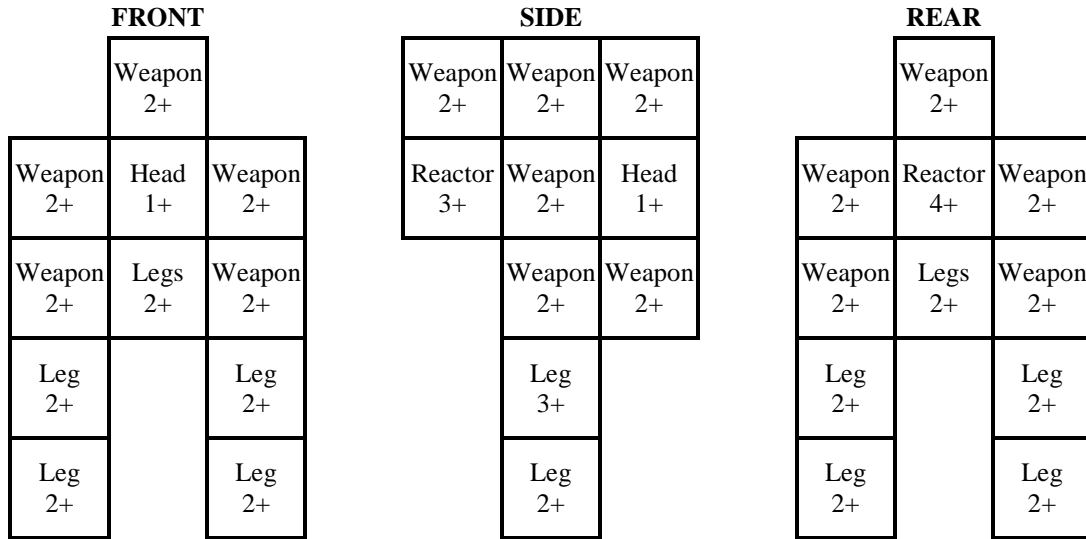 FRONT SIDE REAR
Weapon Weapon Weapon Weapon Weapon
2+ 2+ 2+ 2+ 2+
Weapon Head Weapon Reactor Weapon Head Weapon Reactor Weapon
2+ 1+ 2+ 3+ 2+ 1+ 2+ 4+ 2+
Weapon Legs Weapon Weapon Weapon Weapon Legs Weapon
2+ 2+ 2+ 2+ 2+ 2+ 2+ 2+
Leg Leg Leg Leg Leg
2+ 2+ 3+ 2+ 2+
Leg Leg Leg Leg Leg
2+ 2+ 2+ 2+ 2+